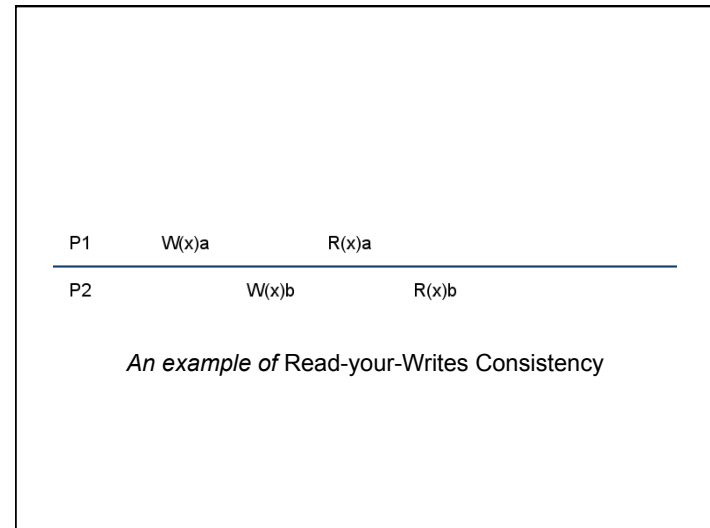 P1 W(x)a R(x)a
P2 W(x)b R(x)b
An example of Read-your-Writes Consistency